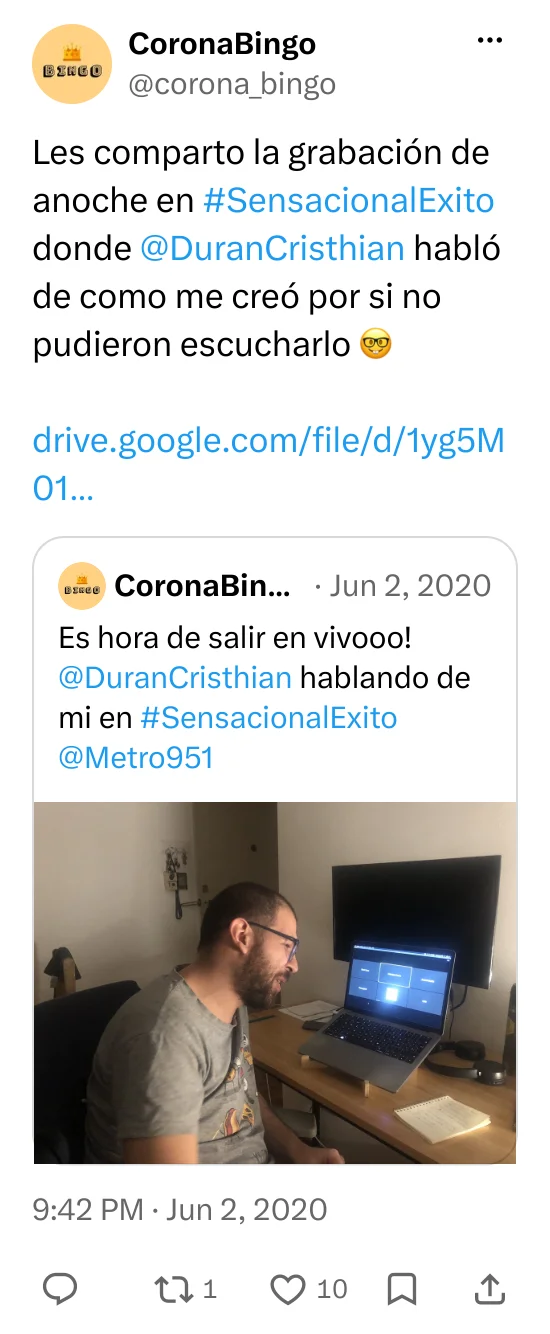 BINGO
CoronaBingo
@corona_bingo
Les comparto la grabación de
anoche en #SensacionalExito
donde @DuranCristhian habló
de como me creó por si no
pudieron escucharlo 🤓
drive.google.com/file/d/1yg5M
01...
BINGO
CoronaBin... · Jun 2, 2020
Es hora de salir en vivooo!
@DuranCristhian hablando de
mi en #SensacionalExito
@Metro951
9:42 PM · Jun 2, 2020
1
10